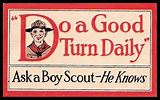 "Do a Good
Turn Daily"
Ask a Boy Scout—He Knows